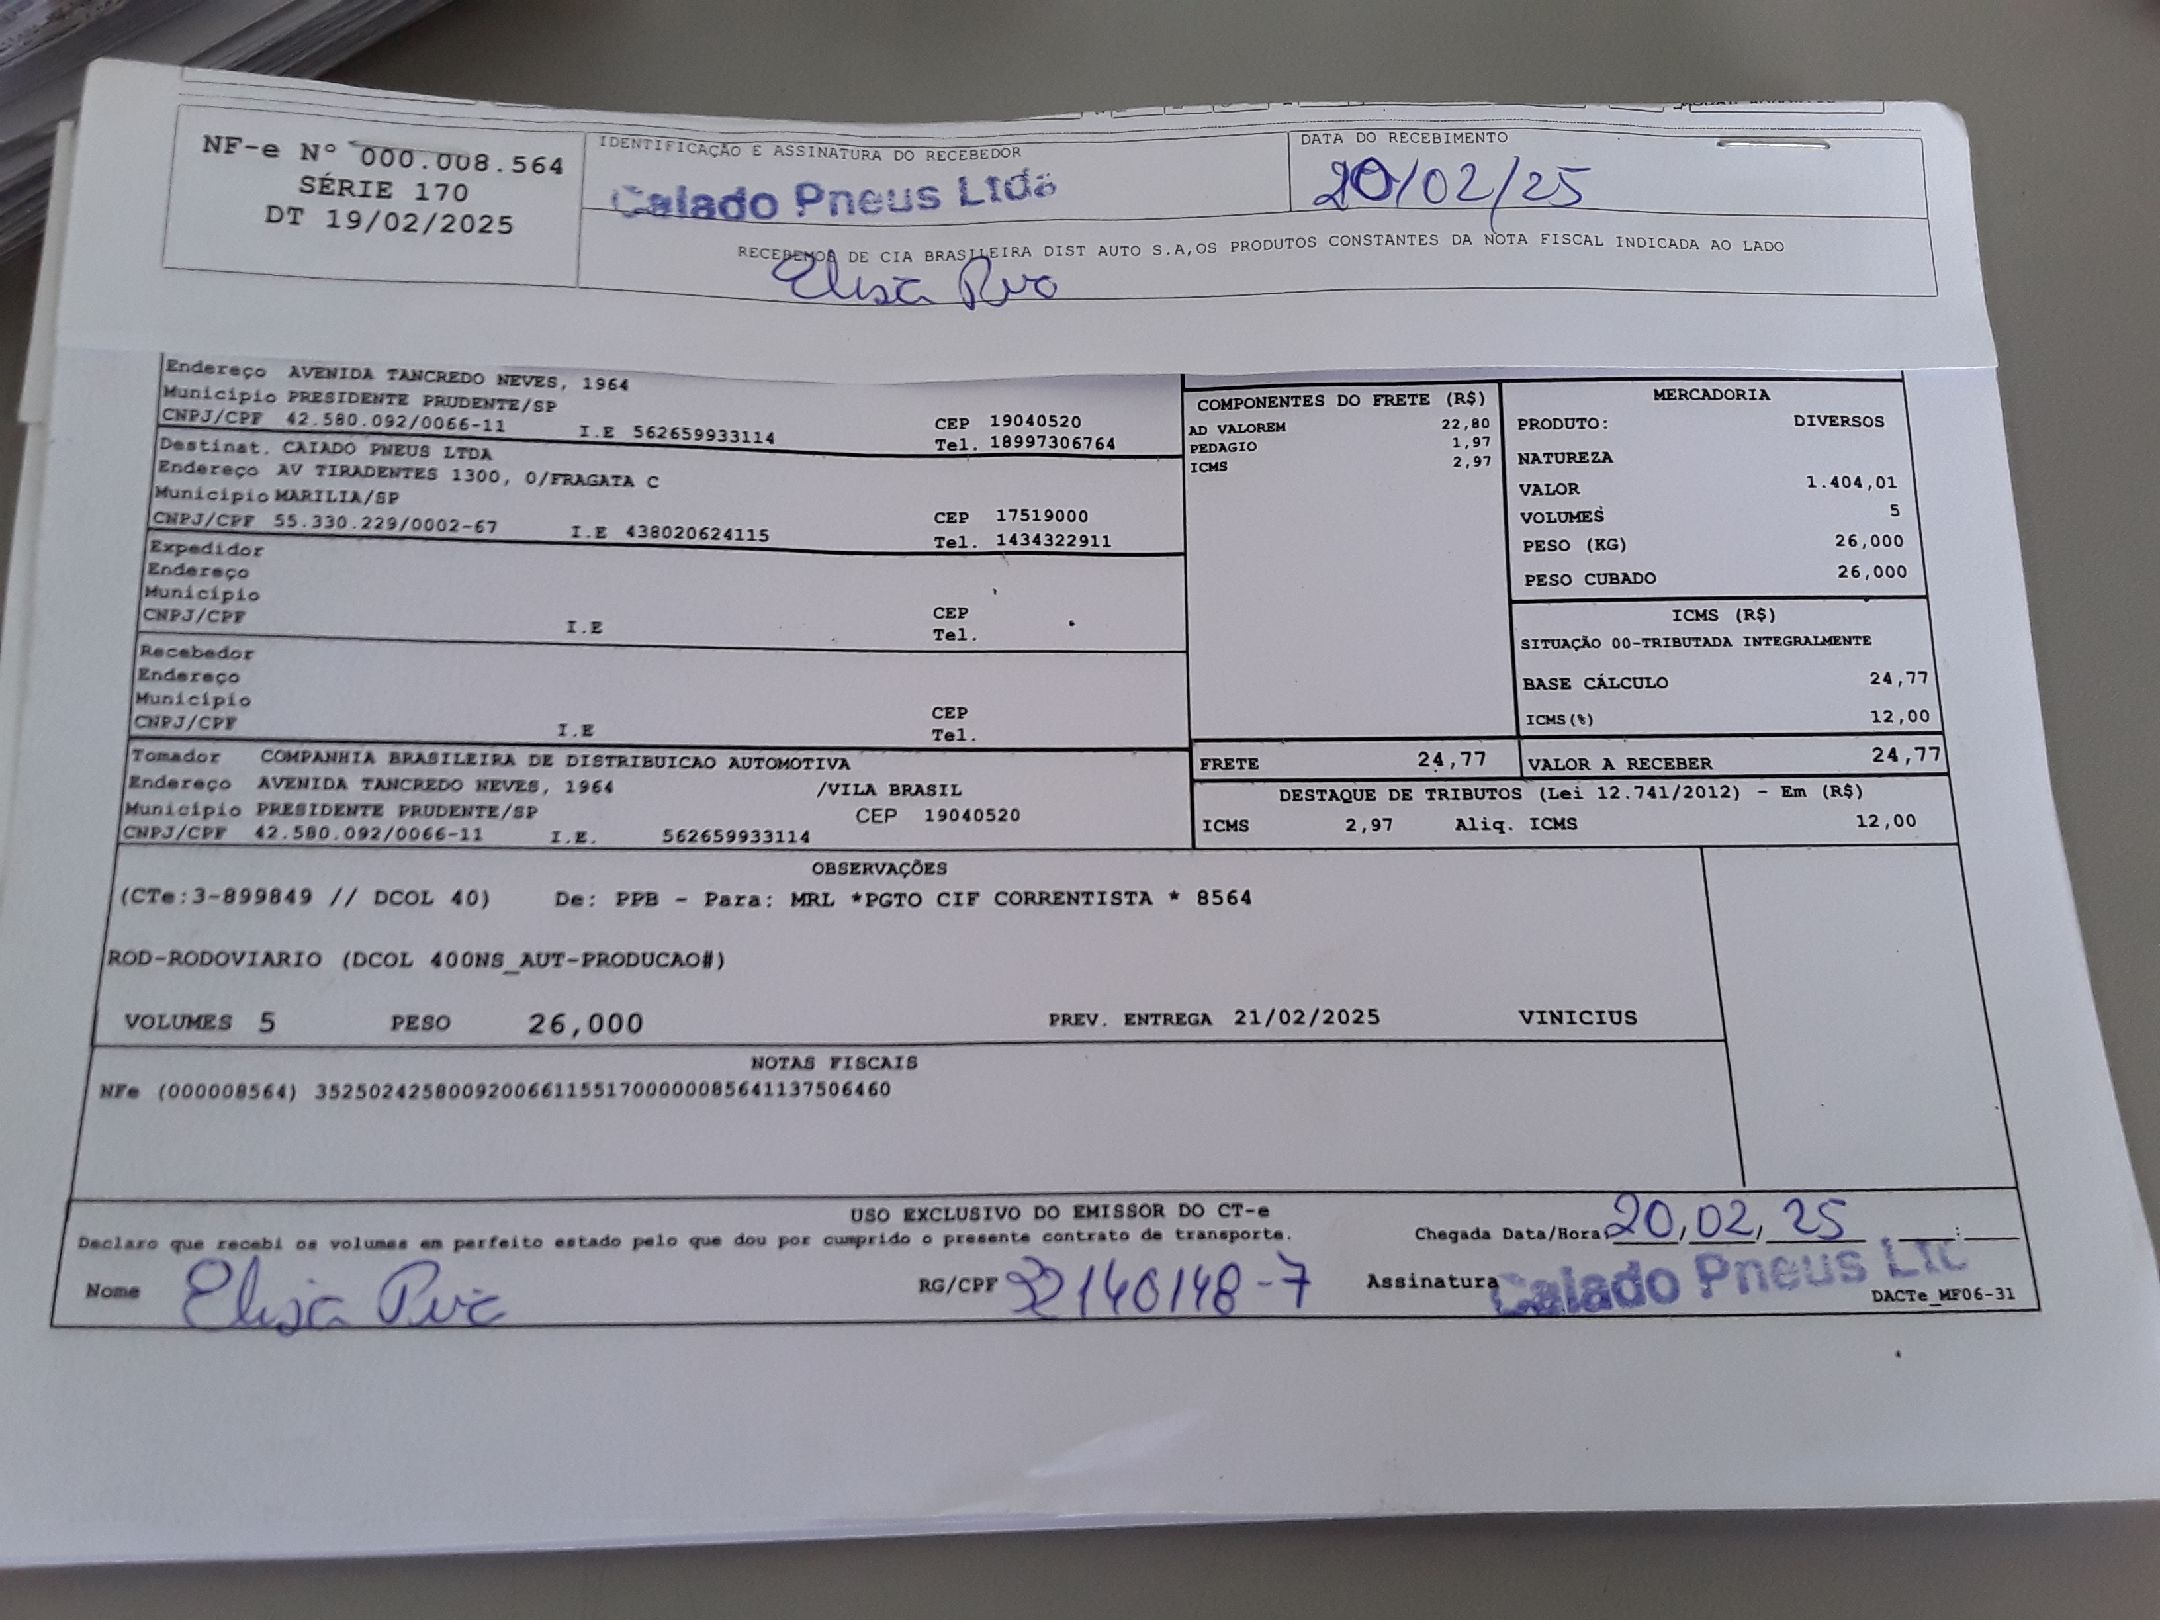 NF-e Nº 000.008.564
SÉRIE 170
DT 19/02/2025
IDENTIFICAÇÃO E ASSINATURA DO RECEBEDOR
Caiado Pneus Ltda
DATA DO RECEBIMENTO
20/02/25
RECEBEMOS DE CIA BRASILEIRA DIST AUTO S.A,OS PRODUTOS CONSTANTES DA NOTA FISCAL INDICADA AO LADO
Elisa
Endereço AVENIDA TANCREDO NEVES, 1964
Município PRESIDENTE PRUDENTE/SP
CNPJ/CPF 42.580.092/0066-11 I.E 562659933114
CEP 19040520
Tel. 18997306764
Destinat. CAIADO PNEUS LTDA
Endereço AV TIRADENTES 1300, 0/FRAGATA C
Município MARILIA/SP
CNPJ/CPF 55.330.229/0002-67 I.E 438020624115
CEP 17519000
Tel. 1434322911
Expedidor
Endereço
Município
CNPJ/CPF I.E
CEP
Tel.
Recebedor
Endereço
Município
CNPJ/CPF I.E
CEP
Tel.
Tomador COMPANHIA BRASILEIRA DE DISTRIBUICAO AUTOMOTIVA
Endereço AVENIDA TANCREDO NEVES, 1964 /VILA BRASIL
Município PRESIDENTE PRUDENTE/SP CEP 19040520
CNPJ/CPF 42.580.092/0066-11 I.E. 562659933114
COMPONENTES DO FRETE (R$)
AD VALOREM 22,80
PEDAGIO 1,97
ICMS 2,97
MERCADORIA
PRODUTO: DIVERSOS
NATUREZA
VALOR 1.404,01
VOLUMES 5
PESO (KG) 26,000
PESO CUBADO 26,000
ICMS (R$)
SITUAÇÃO 00-TRIBUTADA INTEGRALMENTE
BASE CÁLCULO 24,77
ICMS(%) 12,00
FRETE 24,77
VALOR A RECEBER 24,77
DESTAQUE DE TRIBUTOS (Lei 12.741/2012) - Em (R$)
ICMS 2,97 Aliq. ICMS 12,00
OBSERVAÇÕES
(CTe:3-899849 // DCOL 40) De: PPB - Para: MRL *PGTO CIF CORRENTISTA * 8564
ROD-RODOVIARIO (DCOL 400NS_AUT-PRODUCAO#)
VOLUMES 5 PESO 26,000 PREV. ENTREGA 21/02/2025 VINICIUS
NOTAS FISCAIS
NFe (000008564) 35250242580092006611551700000085641137506460
USO EXCLUSIVO DO EMISSOR DO CT-e
Declaro que recebi os volumes em perfeito estado pelo que dou por cumprido o presente contrato de transporte.
Chegada Data/Hora 20/02/25 :
Nome Elisa
RG/CPF 32140148-7
Assinatura Caiado Pneus Lt
DACTe_MF06-31